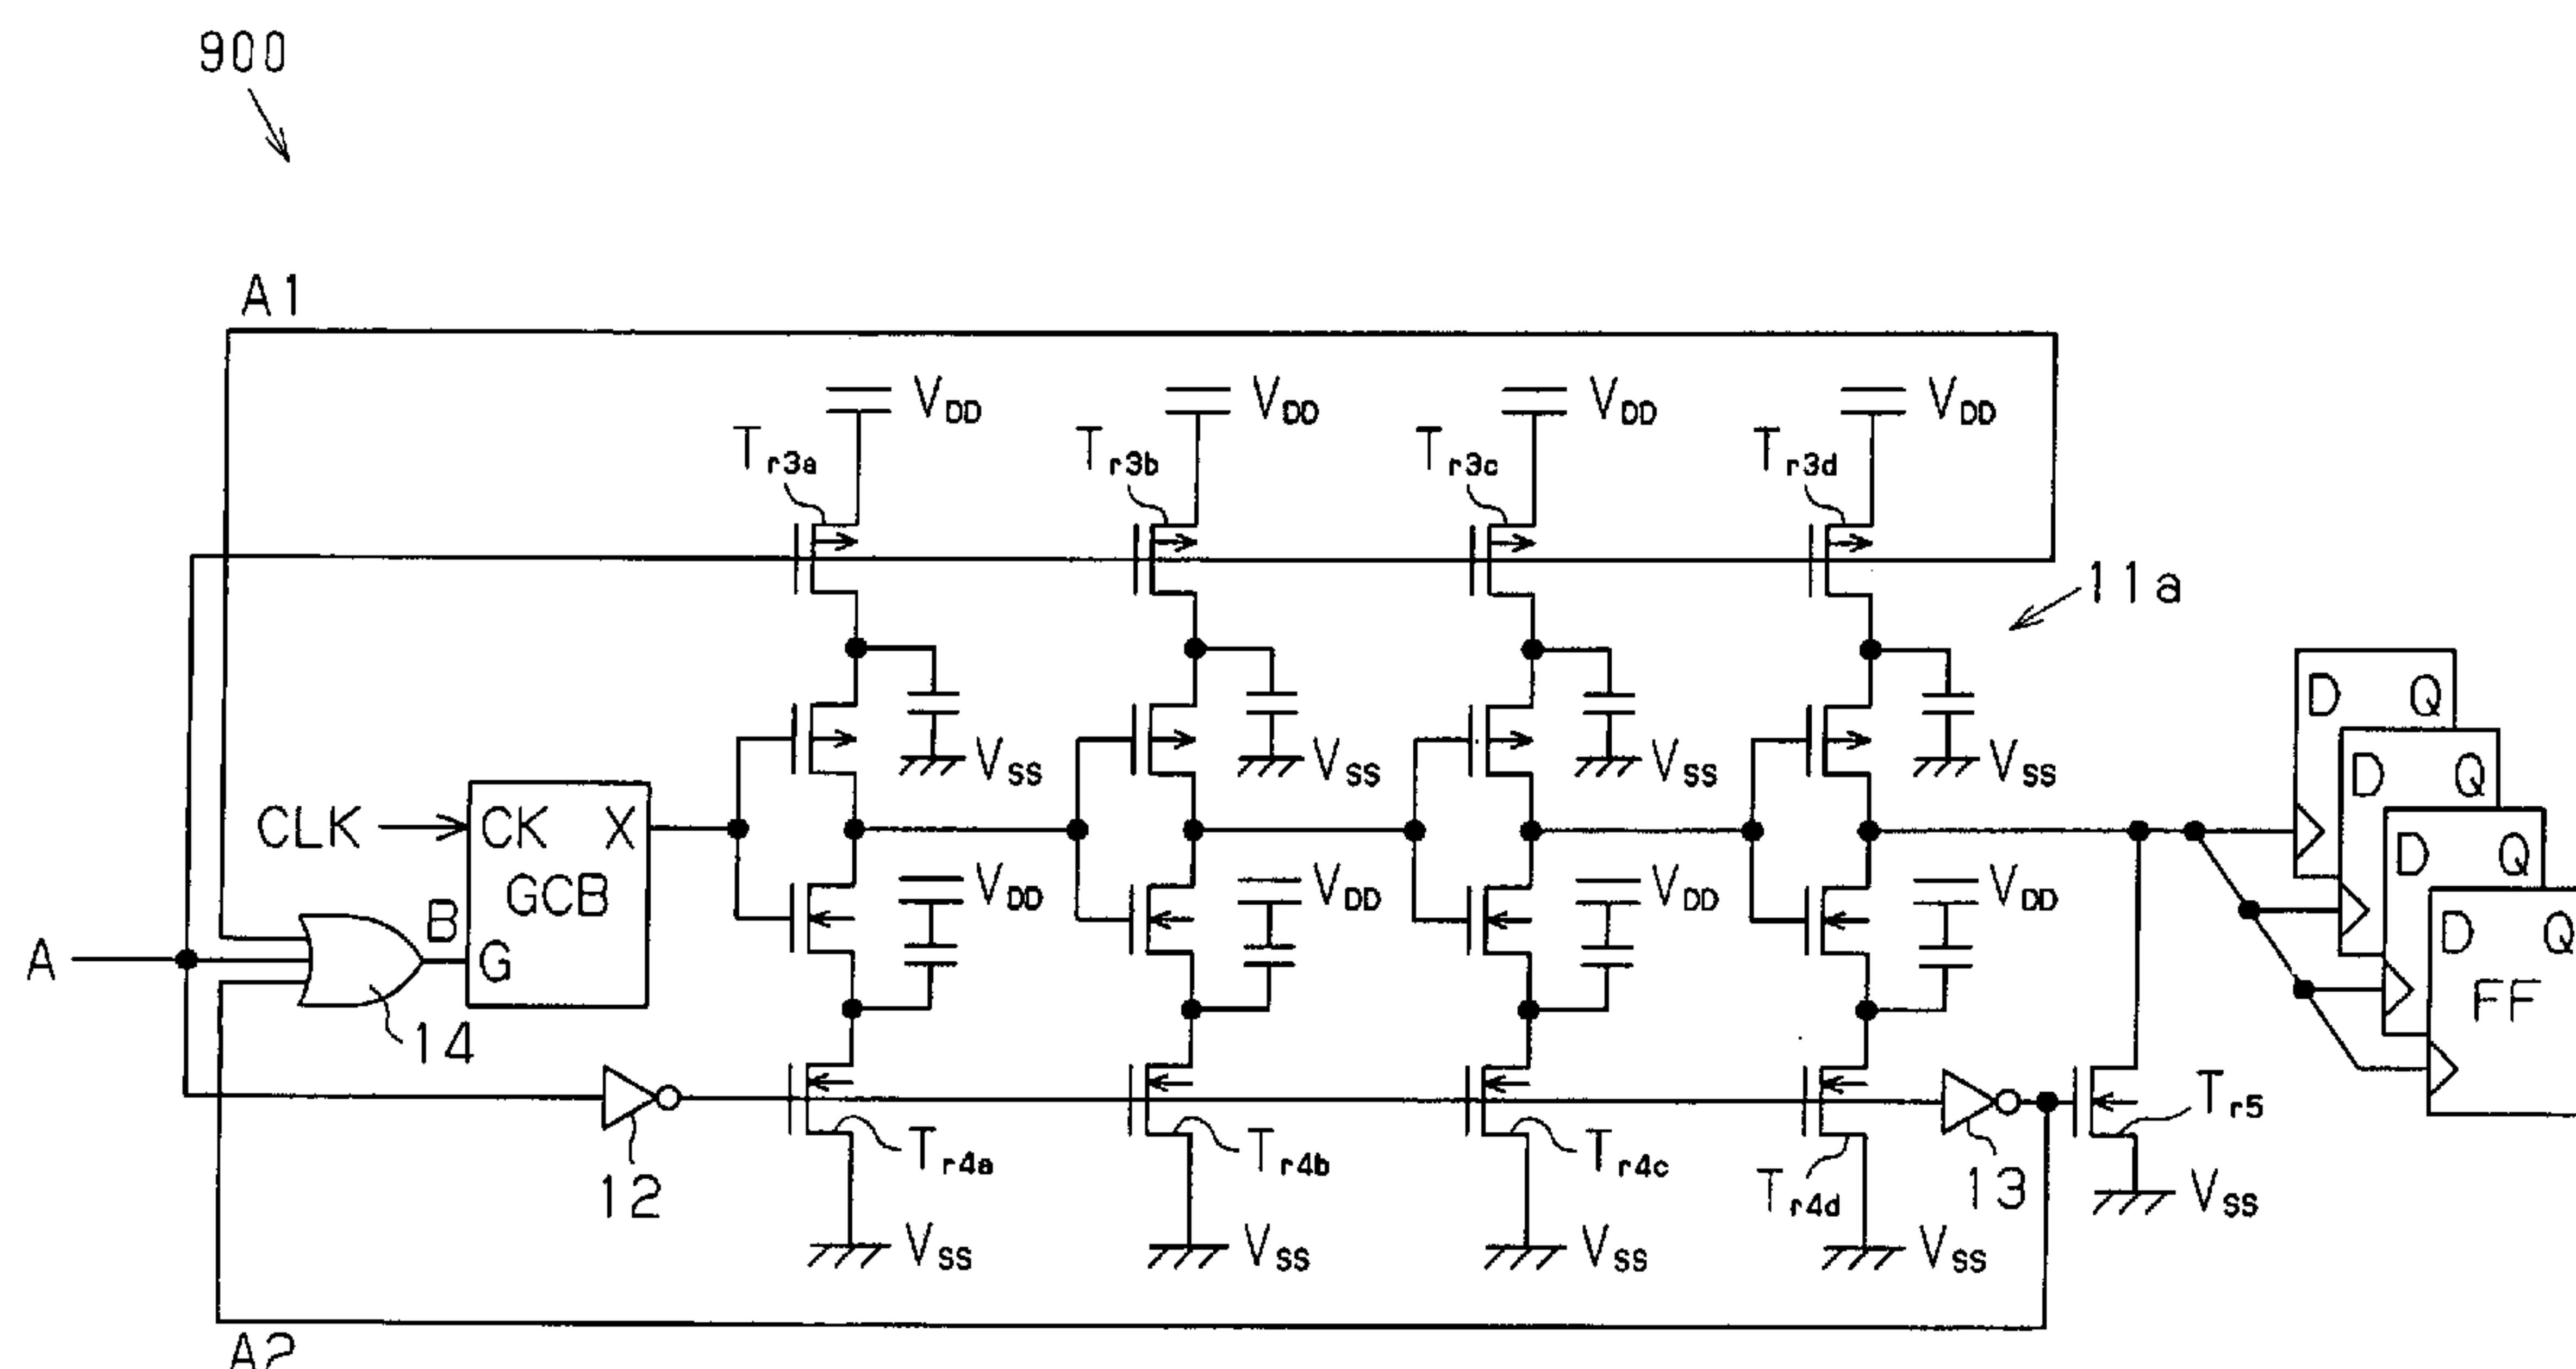 900
A1
VDD VDD VDD VDD
Tr3a Tr3b Tr3c Tr3d
11a
VSS VSS VSS VSS
D Q
D Q
D Q
D Q
FF
CLK CK X
GCB
G
B
A
14
VDD VDD VDD VDD
12
Tr4a Tr4b Tr4c Tr4d
13
Tr5
VSS
VSS VSS VSS VSS
A2